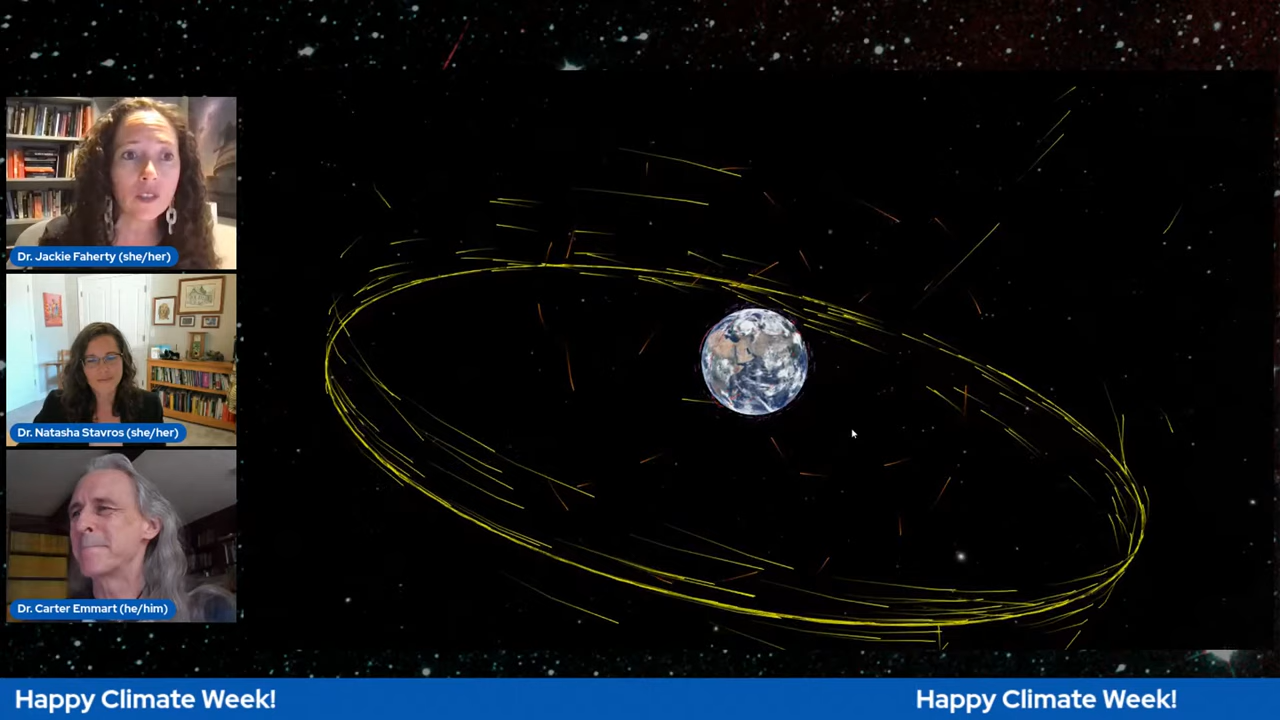 Dr. Jackie Faherty (she/her)
Dr. Natasha Stavros (she/her)
Dr. Carter Emmart (he/him)
Happy Climate Week!
Happy Climate Week!